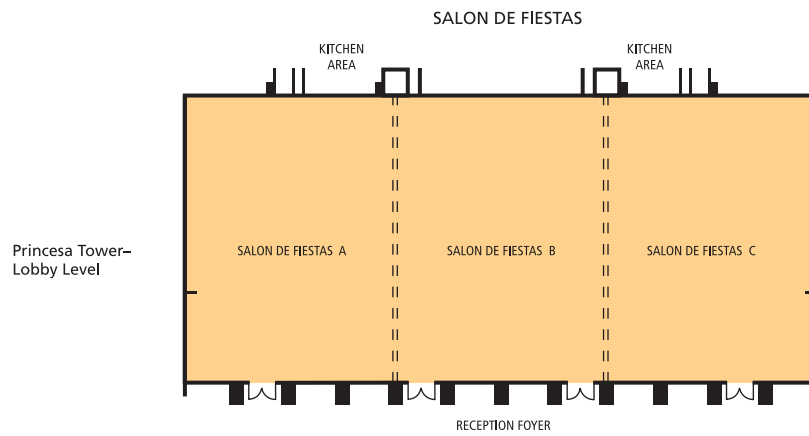 SALON DE FIESTAS
KITCHEN
AREA
KITCHEN
AREA
SALON DE FIESTAS A
SALON DE FIESTAS B
SALON DE FIESTAS C
Princesa Tower–
Lobby Level
RECEPTION FOYER